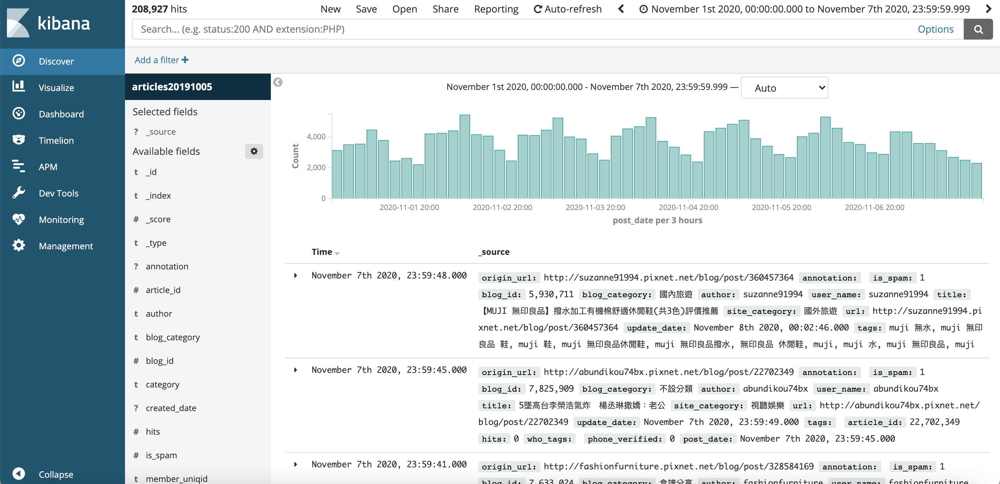 kibana
Discover
Visualize
Dashboard
Timelion
APM
Dev Tools
Monitoring
Management
Collapse
208,927 hits
New Save Open Share Reporting Auto-refresh November 1st 2020, 00:00:00.000 to November 7th 2020, 23:59:59.999
Search... (e.g. status:200 AND extension:PHP) Options
Add a filter
articles20191005
Selected fields
? _source
Available fields
t _id
t _index
# _score
t _type
? annotation
# article_id
t author
t blog_category
# blog_id
t category
? created_date
# hits
# is_spam
t member_uniqid
November 1st 2020, 00:00:00.000 - November 7th 2020, 23:59:59.999 — Auto
Count
4,000
2,000
0
2020-11-01 20:00 2020-11-02 20:00 2020-11-03 20:00 2020-11-04 20:00 2020-11-05 20:00 2020-11-06 20:00
post_date per 3 hours
Time _source
November 7th 2020, 23:59:48.000
origin_url: http://suzanne91994.pixnet.net/blog/post/360457364 annotation: is_spam: 1
blog_id: 5,930,711 blog_category: 國內旅遊 author: suzanne91994 user_name: suzanne91994 title:
【MUJI 無印良品】撥水加工有機棉舒適休閒鞋(共3色)評價推薦 site_category: 國外旅遊 url: http://suzanne91994.pi
xnet.net/blog/post/360457364 update_date: November 8th 2020, 00:02:46.000 tags: muji 無水, muji 無印
良品 鞋, muji 鞋, muji 無印良品休閒鞋, muji 無印良品撥水, 無印良品 休閒鞋, muji, muji 水, muji 無印良品, muji
November 7th 2020, 23:59:45.000
origin_url: http://abundikou74bx.pixnet.net/blog/post/22702349 annotation: is_spam: 1
blog_id: 7,825,909 blog_category: 不設分類 author: abundikou74bx user_name: abundikou74bx
title: 5墜高台李榮浩氣炸 楊丞琳撒嬌：老公 site_category: 視聽娛樂 url: http://abundikou74bx.pixnet.net/
blog/post/22702349 update_date: November 7th 2020, 23:59:49.000 tags: article_id: 22,702,349
hits: 0 who_tags: phone_verified: 0 post_date: November 7th 2020, 23:59:45.000
November 7th 2020, 23:59:41.000
origin_url: http://fashionfurniture.pixnet.net/blog/post/328584169 annotation: is_spam: 1
blog_id: 7,633,024 blog_category: 食譜分享 author: fashionfurniture user_name: fashionfurniture